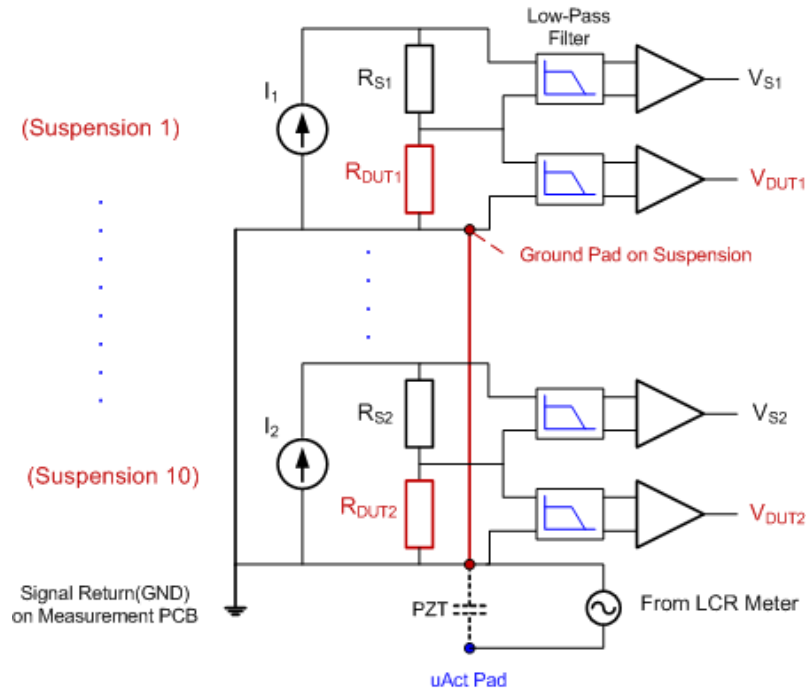 Low-Pass
Filter
RS1
I1
VS1
(Suspension 1)
RDUT1
VDUT1
Ground Pad on Suspension
RS2
I2
VS2
(Suspension 10)
RDUT2
VDUT2
Signal Return(GND)
on Measurement PCB
PZT
From LCR Meter
uAct Pad